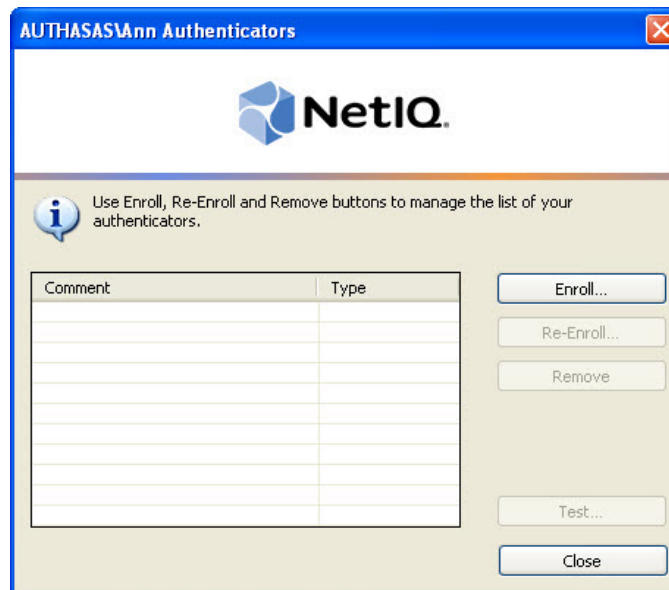 AUTHASAS\Ann Authenticators
NetIQ.
Use Enroll, Re-Enroll and Remove buttons to manage the list of your
authenticators.
Comment Type
Enroll...
Re-Enroll...
Remove
Test...
Close